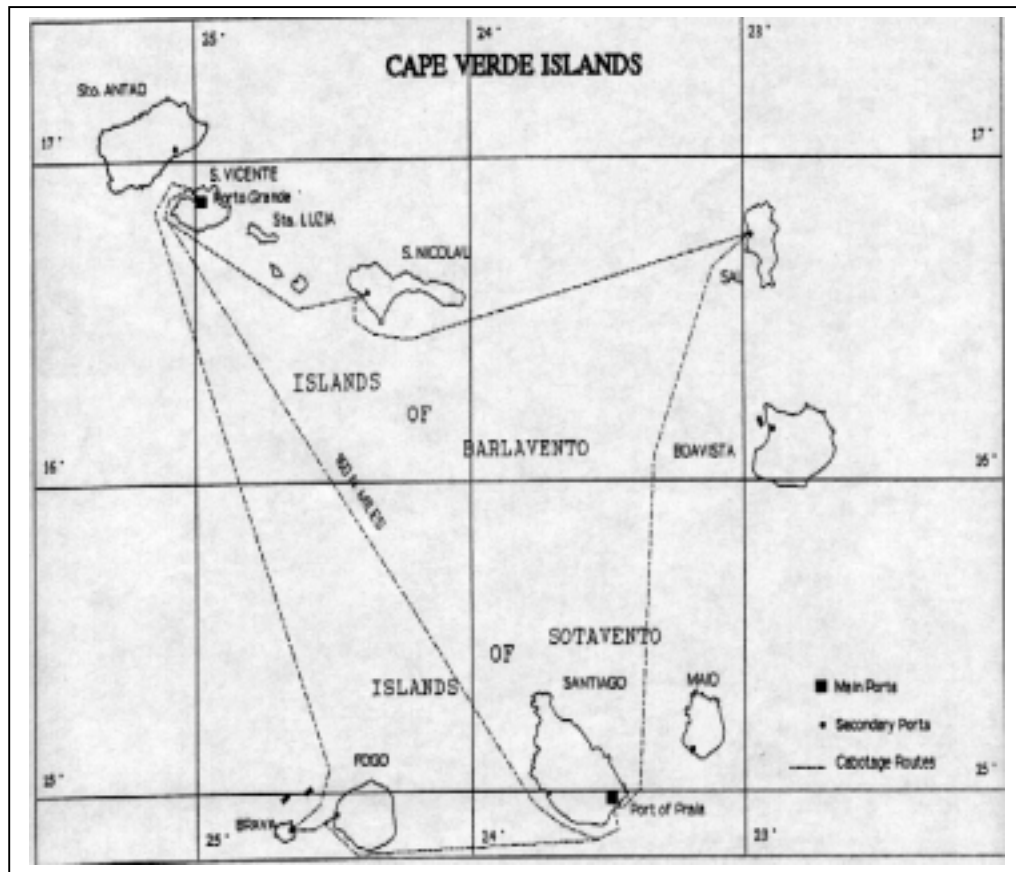 25°
24°
23°
CAPE VERDE ISLANDS
Sto. ANTAO
17°
17°
S. VICENTE
Porto Grande
Sta. LUZIA
S. NICOLAU
SAL
ISLANDS
OF
BARLAVENTO
BOAVISTA
16°
16°
N. MILES
SOTAVENTO
OF
ISLANDS
SANTIAGO
MAIO
Main Ports
Secondary Ports
Cabotage Routes
FOGO
15°
15°
Port of Praia
BRAVA
25°
24°
23°